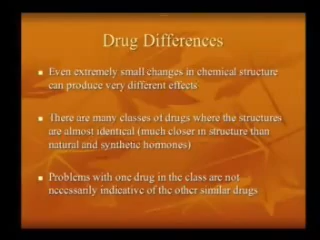 Drug Differences
Even extremely small changes in chemical structure
can produce very different effects
There are many classes of drugs where the structures
are almost identical (much closer in structure than
natural and synthetic hormones)
Problems with one drug in the class are not
necessarily indicative of the other similar drugs